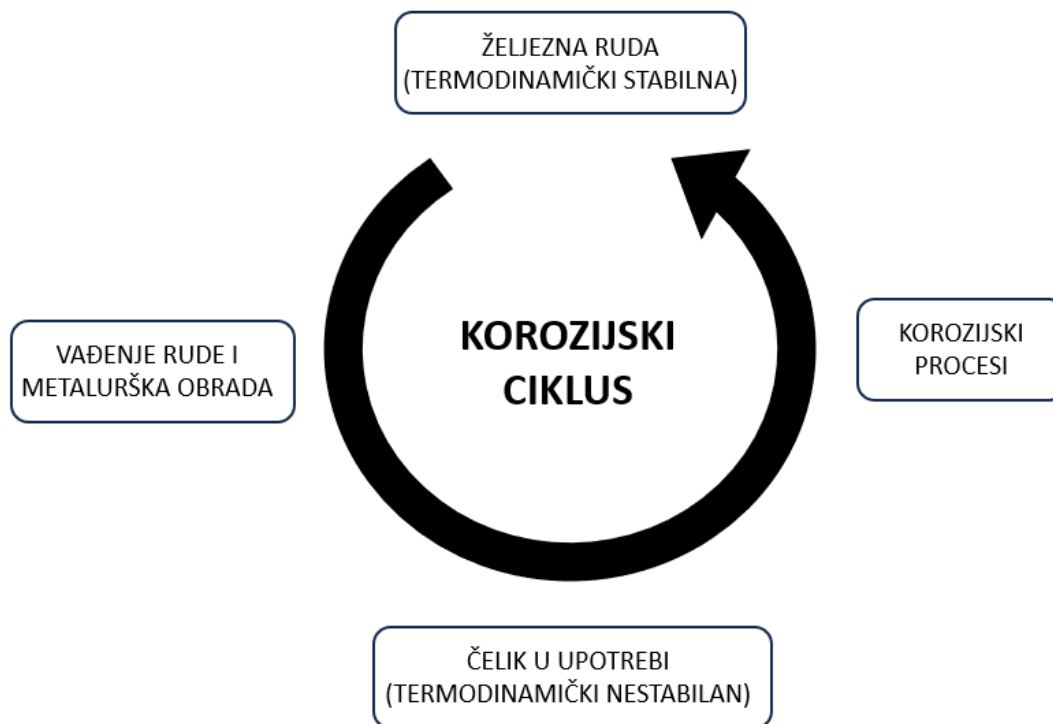 ŽELJEZNA RUDA
(TERMODINAMIČKI STABILNA)
VAĐENJE RUDE I
METALURŠKA OBRADA
KOROZIJSKI
CIKLUS
KOROZIJSKI
PROCESI
ČELIK U UPOTREBI
(TERMODINAMIČKI NESTABILAN)